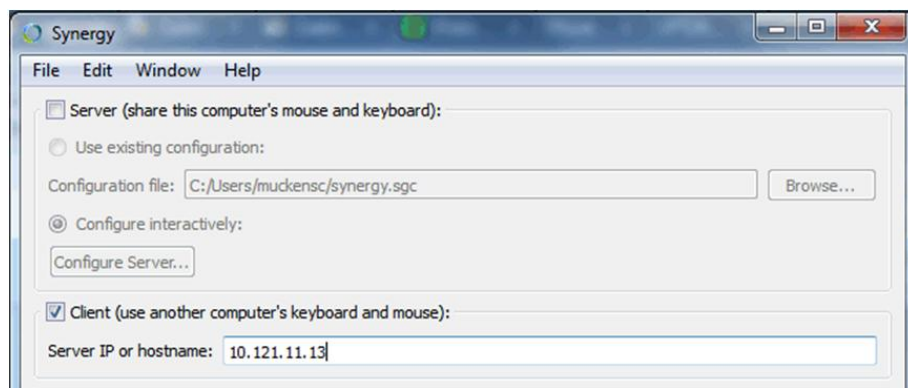 Synergy
File Edit Window Help
Server (share this computer's mouse and keyboard):
Use existing configuration:
Configuration file: C:/Users/muckensc/synergy.sgc Browse...
Configure interactively:
Configure Server...
Client (use another computer's keyboard and mouse):
Server IP or hostname: 10.121.11.13